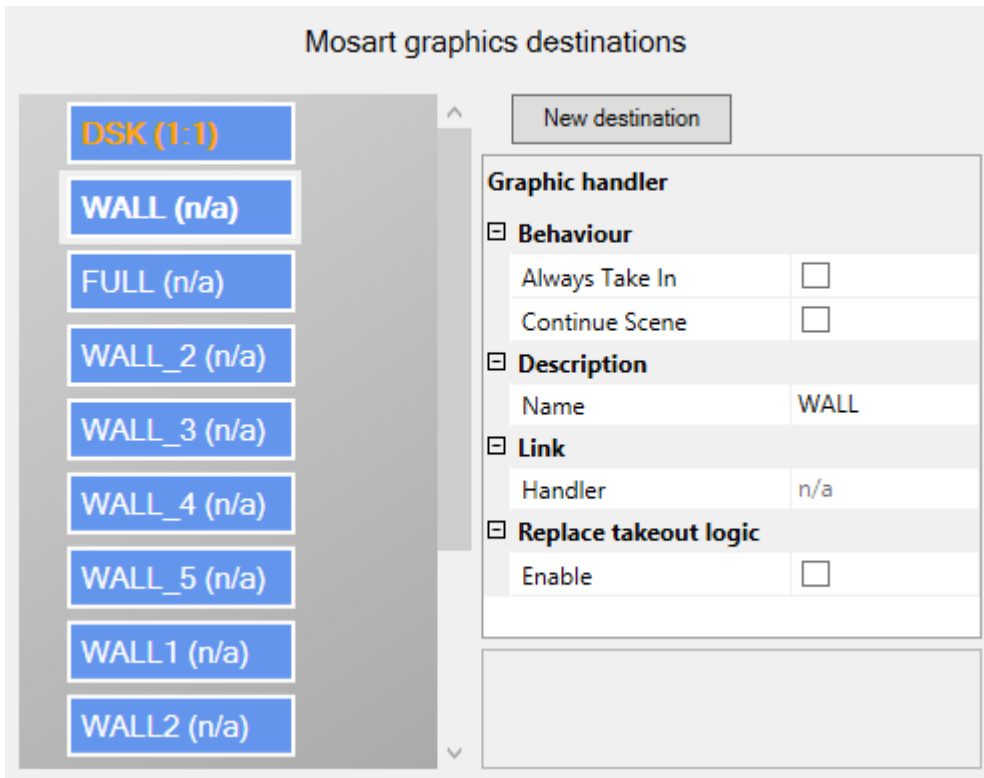 Mosart graphics destinations
DSK (1:1)
WALL (n/a)
FULL (n/a)
WALL_2 (n/a)
WALL_3 (n/a)
WALL_4 (n/a)
WALL_5 (n/a)
WALL1 (n/a)
WALL2 (n/a)
New destination
Graphic handler
Behaviour
Always Take In
Continue Scene
Description
Name WALL
Link
Handler n/a
Replace takeout logic
Enable